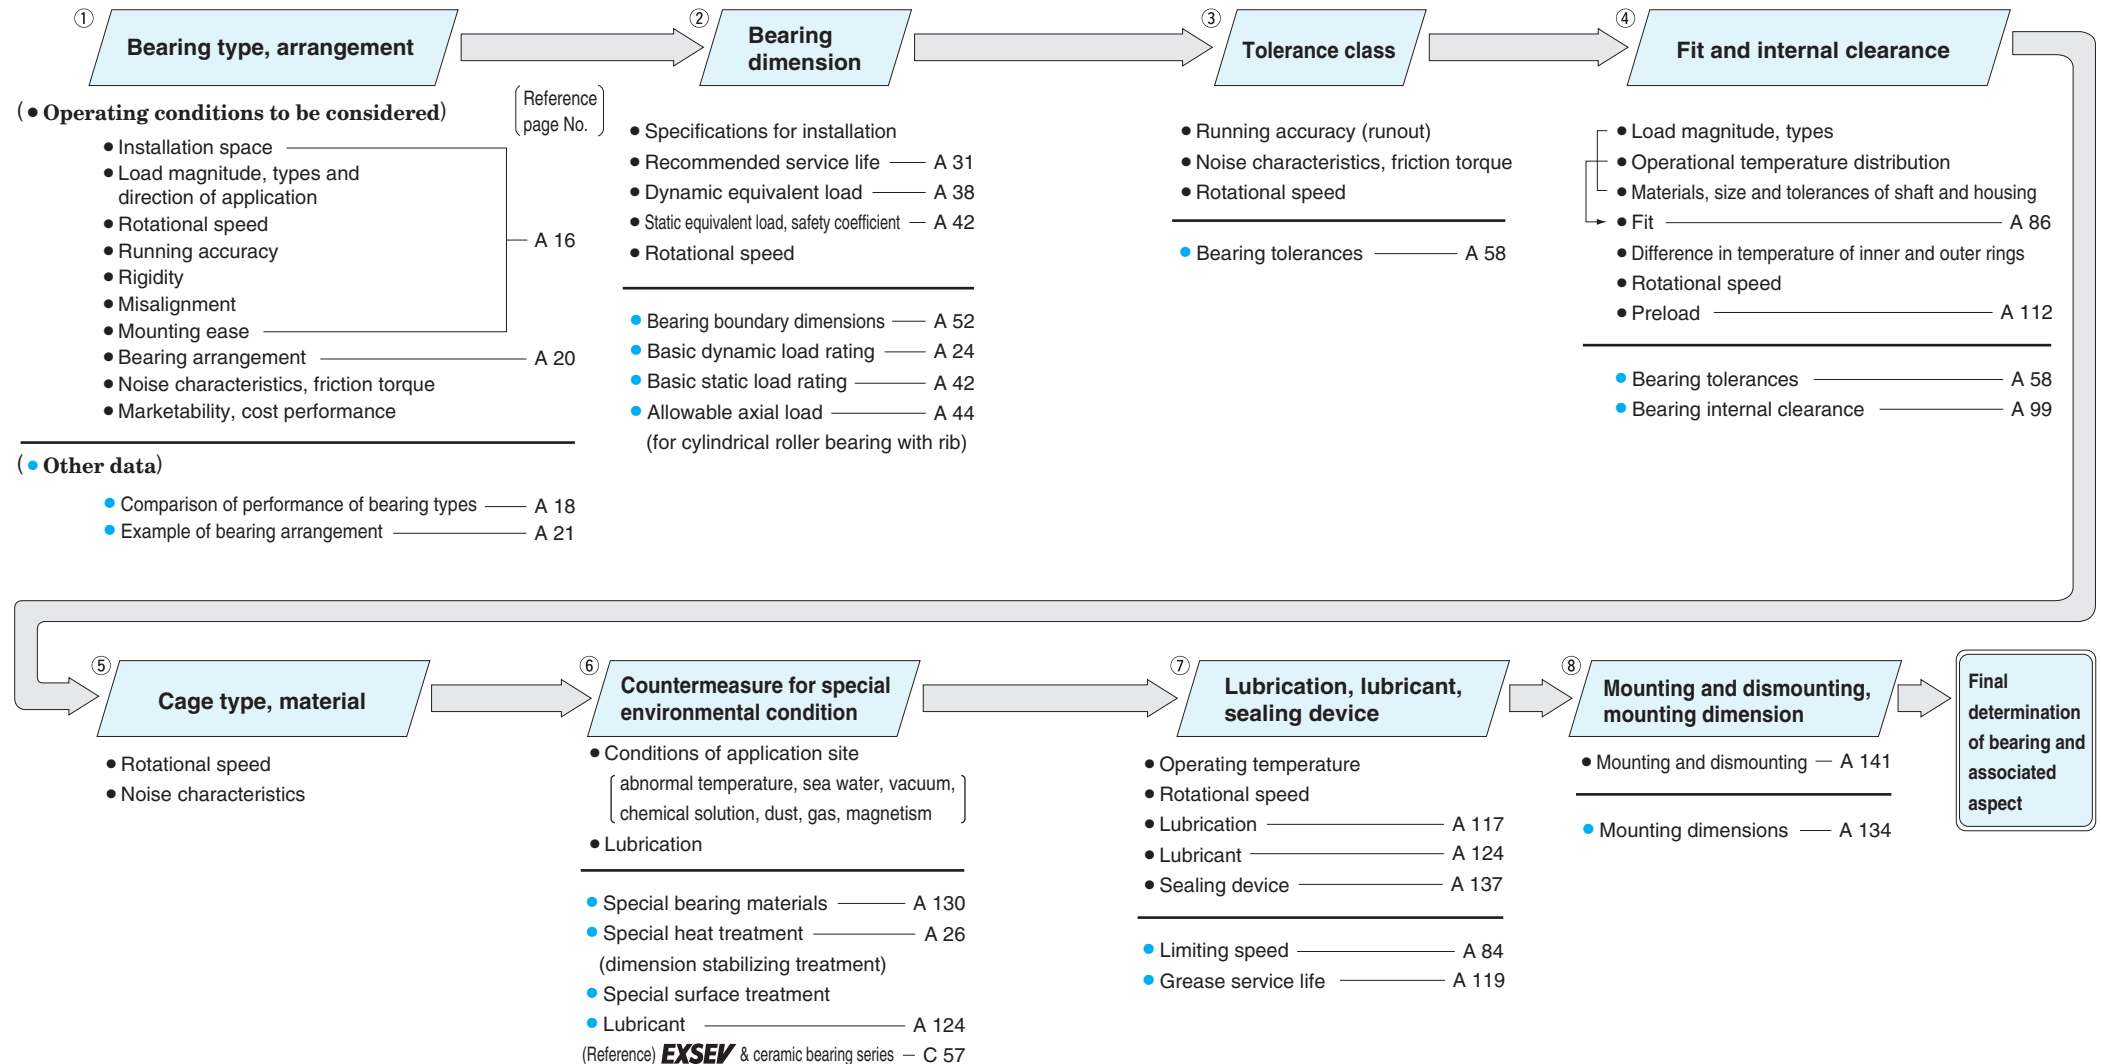 ① Bearing type, arrangement
(● Operating conditions to be considered)
Reference
page No.
● Installation space
● Load magnitude, types and
direction of application
● Rotational speed
● Running accuracy
● Rigidity
● Misalignment
● Mounting ease
A 16
● Bearing arrangement A 20
● Noise characteristics, friction torque
● Marketability, cost performance
(● Other data)
● Comparison of performance of bearing types A 18
● Example of bearing arrangement A 21
② Bearing
dimension
● Specifications for installation
● Recommended service life A 31
● Dynamic equivalent load A 38
● Static equivalent load, safety coefficient A 42
● Rotational speed
● Bearing boundary dimensions A 52
● Basic dynamic load rating A 24
● Basic static load rating A 42
● Allowable axial load A 44
(for cylindrical roller bearing with rib)
③ Tolerance class
● Running accuracy (runout)
● Noise characteristics, friction torque
● Rotational speed
● Bearing tolerances A 58
④ Fit and internal clearance
● Load magnitude, types
● Operational temperature distribution
● Materials, size and tolerances of shaft and housing
● Fit A 86
● Difference in temperature of inner and outer rings
● Rotational speed
● Preload A 112
● Bearing tolerances A 58
● Bearing internal clearance A 99
⑤ Cage type, material
● Rotational speed
● Noise characteristics
⑥ Countermeasure for special
environmental condition
● Conditions of application site
abnormal temperature, sea water, vacuum,
chemical solution, dust, gas, magnetism
● Lubrication
● Special bearing materials A 130
● Special heat treatment A 26
(dimension stabilizing treatment)
● Special surface treatment
● Lubricant A 124
(Reference) EXSEV & ceramic bearing series C 57
⑦ Lubrication, lubricant,
sealing device
● Operating temperature
● Rotational speed
● Lubrication A 117
● Lubricant A 124
● Sealing device A 137
● Limiting speed A 84
● Grease service life A 119
⑧ Mounting and dismounting,
mounting dimension
● Mounting and dismounting A 141
● Mounting dimensions A 134
Final
determination
of bearing and
associated
aspect